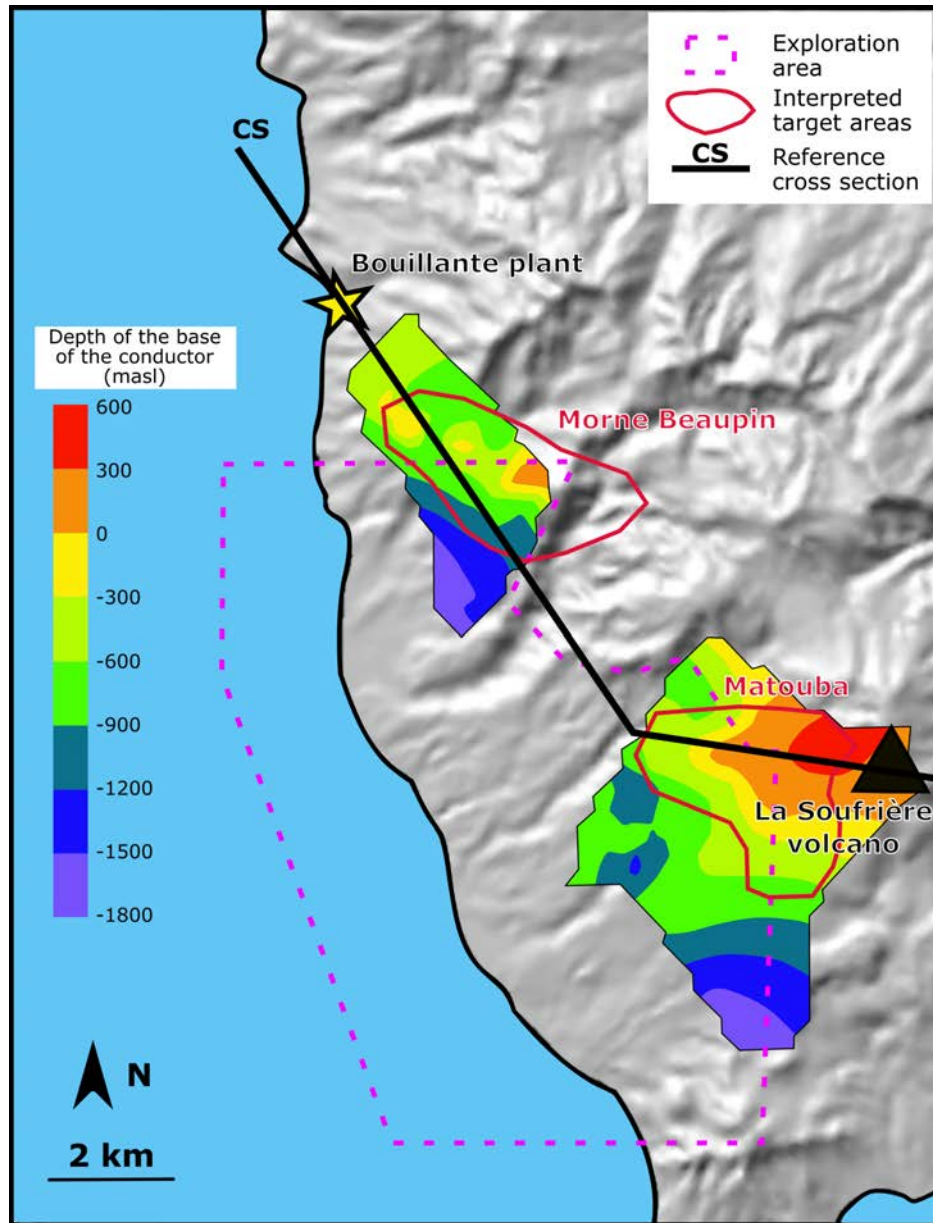 Exploration
area
Interpreted
target areas
CS
Reference
cross section
CS
Bouillante plant
Depth of the base
of the conductor
(masl)
600
300
0
-300
-600
-900
-1200
-1500
-1800
Morne Beaupin
Matouba
La Soufrière
volcano
N
2 km